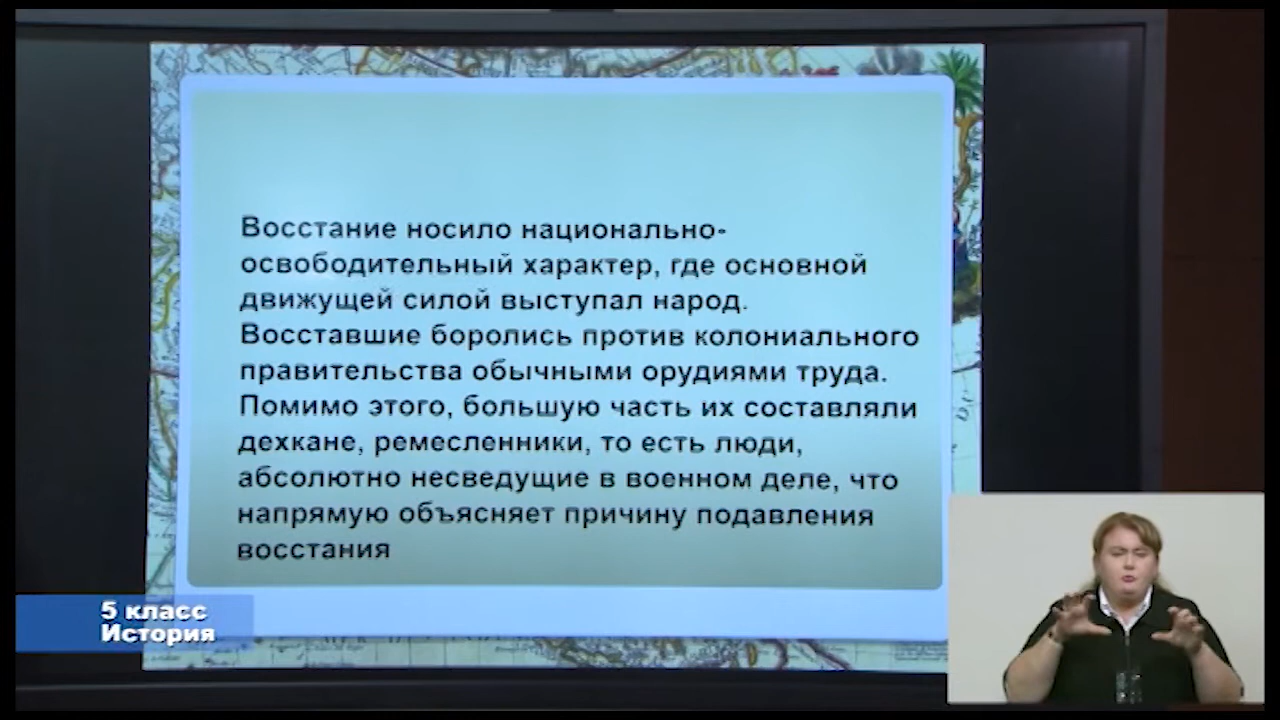 Восстание носило национально-
освободительный характер, где основной
движущей силой выступал народ.
Восставшие боролись против колониального
правительства обычными орудиями труда.
Помимо этого, большую часть их составляли
дехкане, ремесленники, то есть люди,
абсолютно несведущие в военном деле, что
напрямую объясняет причину подавления
восстания
5 класс
История